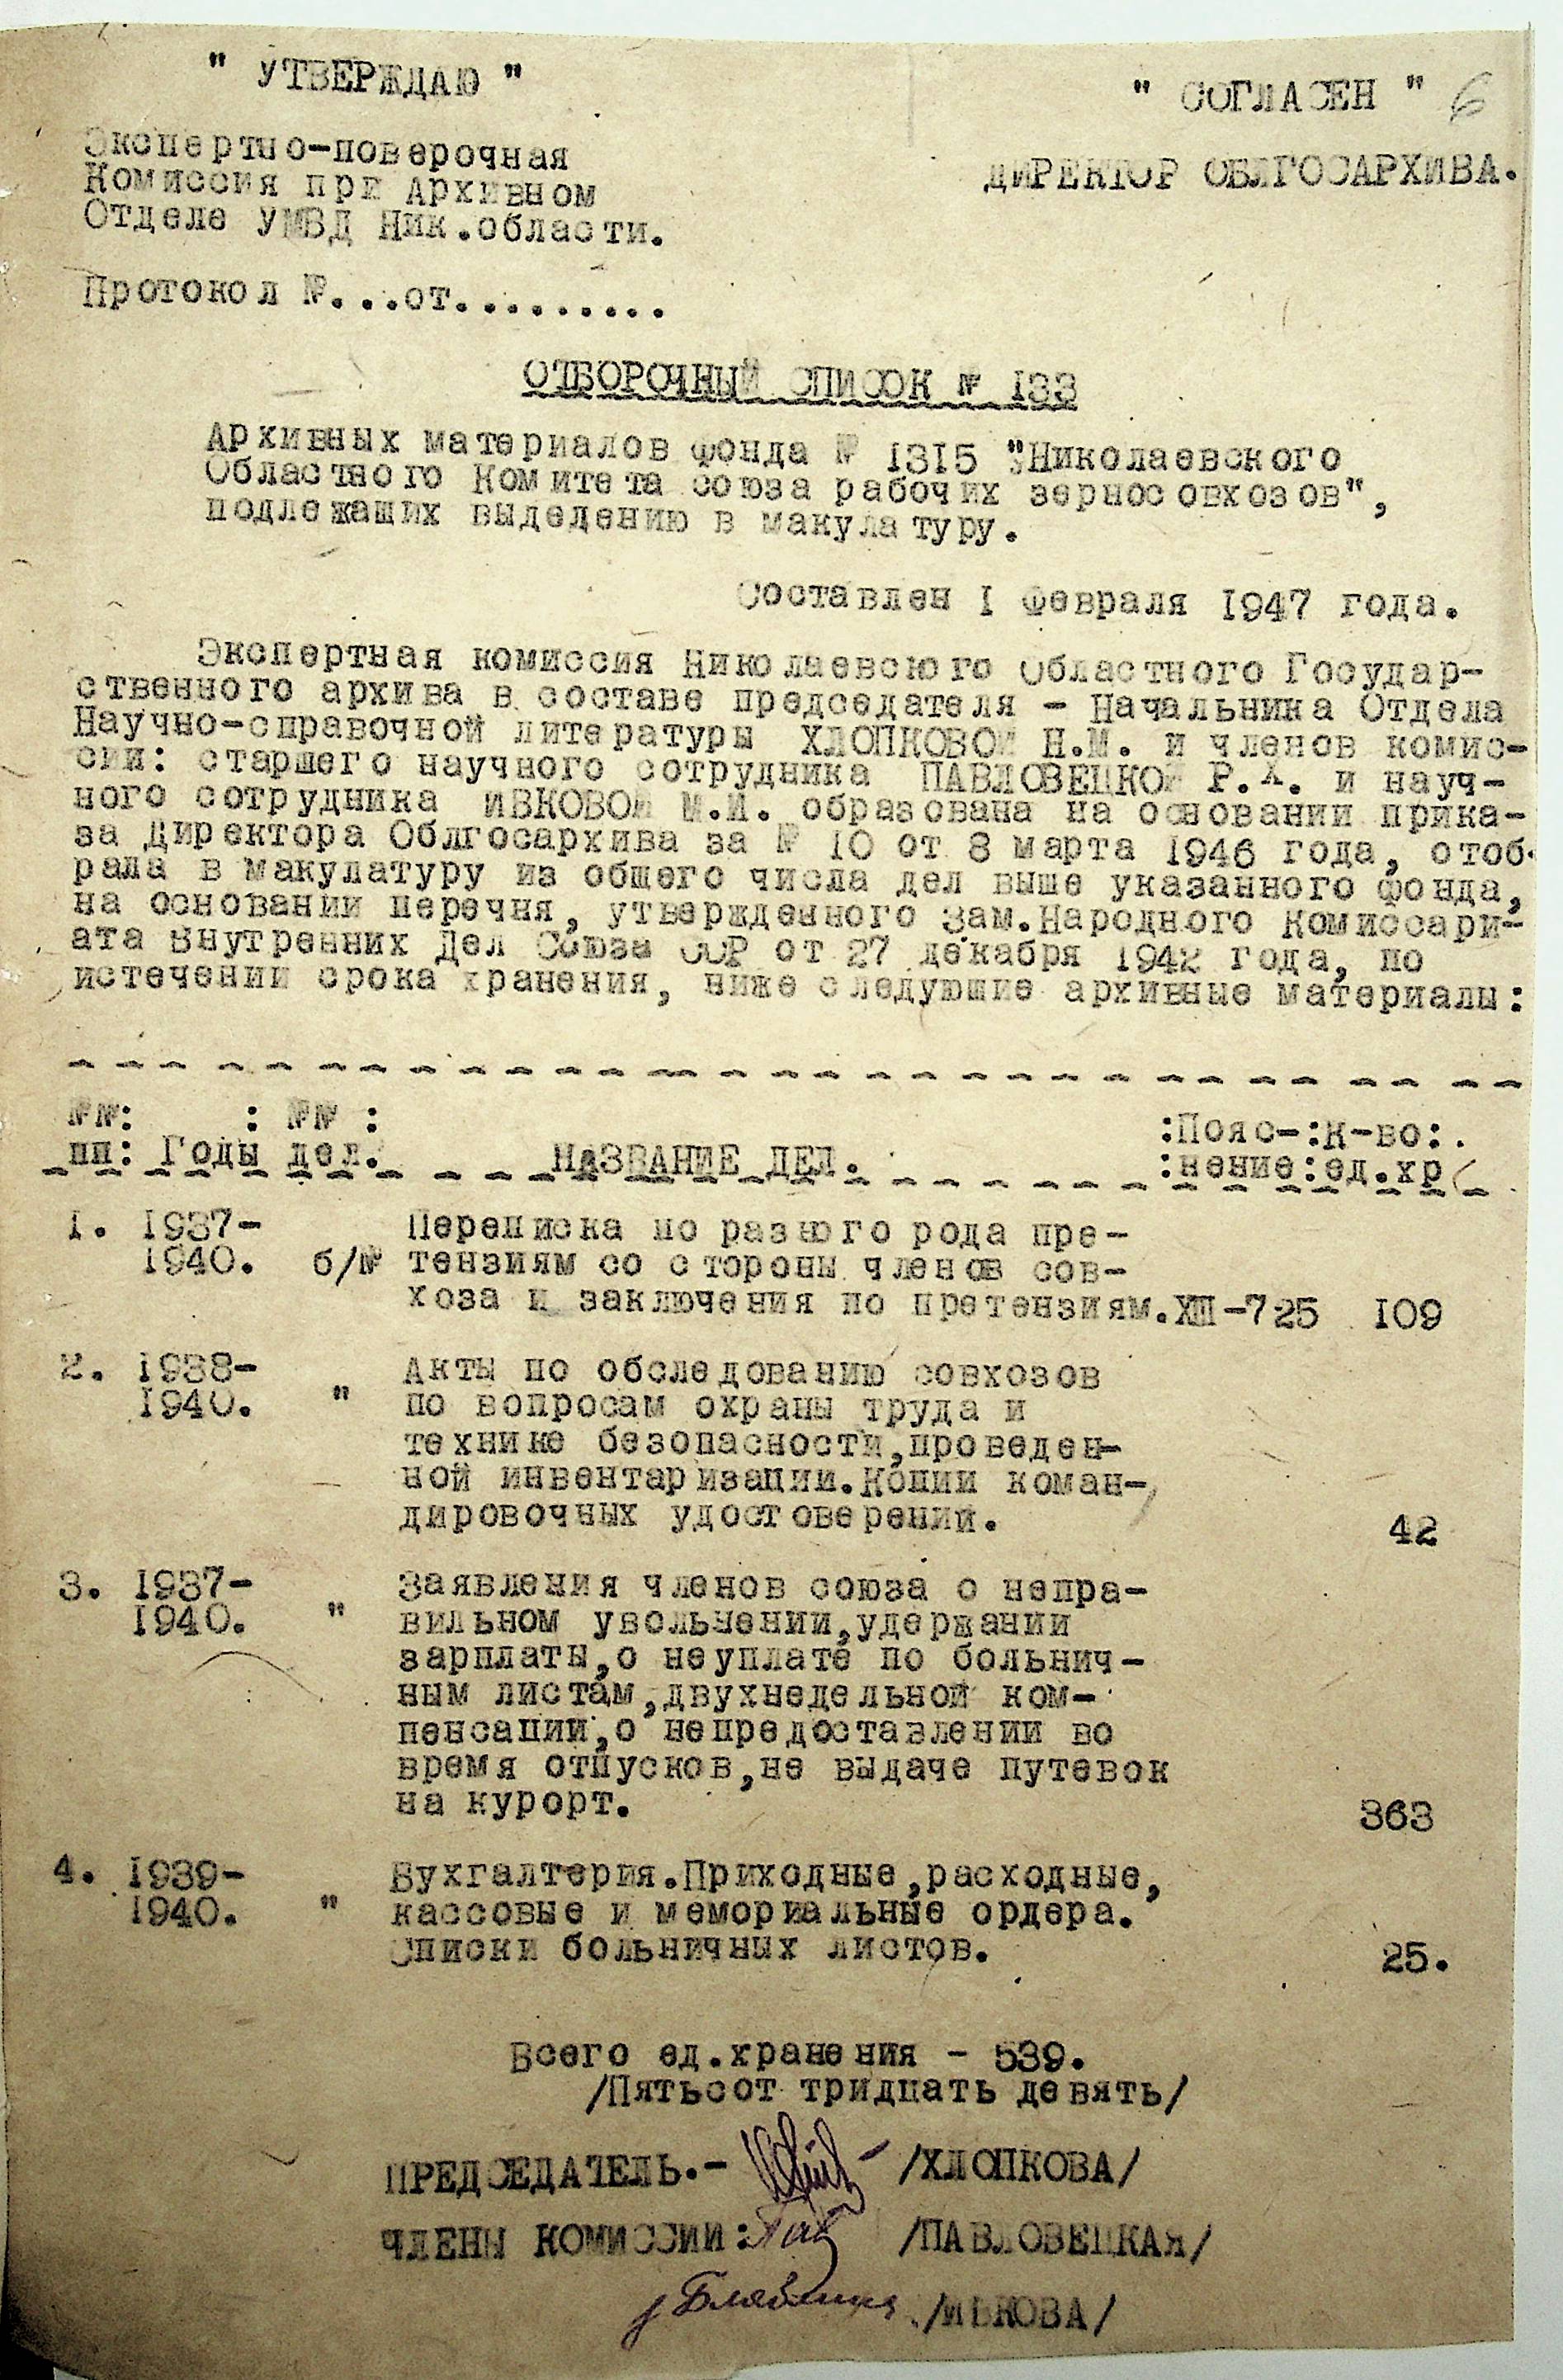 " УТВЕРЖДАЮ "
" СОГЛАСЕН " 6
Экспертно-поверочная
Комиссия при Архивном
Отделе УМВД Ник.области.
ДИРЕКТОР ОБЛГОСАРХИВА.
Протокол №...от.........
ОТБОРОЧНЫЙ СПИСОК № 133
Архивных материалов фонда № 1315 "Николаевского
Областного Комитета союза рабочих зерносовхозов",
подлежащих выделению в макулатуру.
Составлен I февраля 1947 года.
Экспертная комиссия Николаевского Областного Государ-
ственного архива в составе председателя - Начальника Отдела
Научно-справочной литературы ХЛОПКОВОЙ Н.М. и членов комис-
сии: старшего научного сотрудника ПАВЛОВЕЦКОЙ Р.Х. и науч-
ного сотрудника ИВКОВОЙ М.И. образована на основании прика-
за Директора Облгосархива за № 10 от 8 марта 1946 года, отоб-
рала в макулатуру из общего числа дел выше указанного фонда,
на основании перечня, утвержденного Зам.Народного Комиссари-
ата Внутренних Дел Союза ССР от 27 декабря 1942 года, по
истечении срока хранения, ниже следующие архивные материалы:
№№: : №№ : :Пояс-:К-во:.
пп: Годы дел. НАЗВАНИЕ ДЕЛ. :нение:ед.хр
1. 1937- Переписка по разного рода пре-
1940. б/№ тензиям со стороны членов сов-
хоза и заключения по претензиям.ХШ-725 109
2. 1938- Акты по обследованию совхозов
1940. " по вопросам охраны труда и
технике безопасности,проведен-
ной инвентаризации.Копии коман-
дировочных удостоверений.
42
3. 1937- Заявления членов союза о непра-
1940. " вильном увольнении,удержании
зарплаты,о неуплате по больнич-
ным листам,двухнедельной ком-
пенсации,о непредоставлении во
время отпусков,не выдаче путевок
на курорт.
363
4. 1939- Бухгалтерия.Приходные,расходные,
1940. " кассовые и мемориальные ордера.
Списки больничных листов.
25.
Всего ед.хранения - 539.
/Пятьсот тридцать девять/
ПРЕДСЕДАТЕЛЬ.- /ХЛОПКОВА/
ЧЛЕНЫ КОМИССИИ: /ПАВЛОВЕЦКАЯ/
/ИВКОВА/